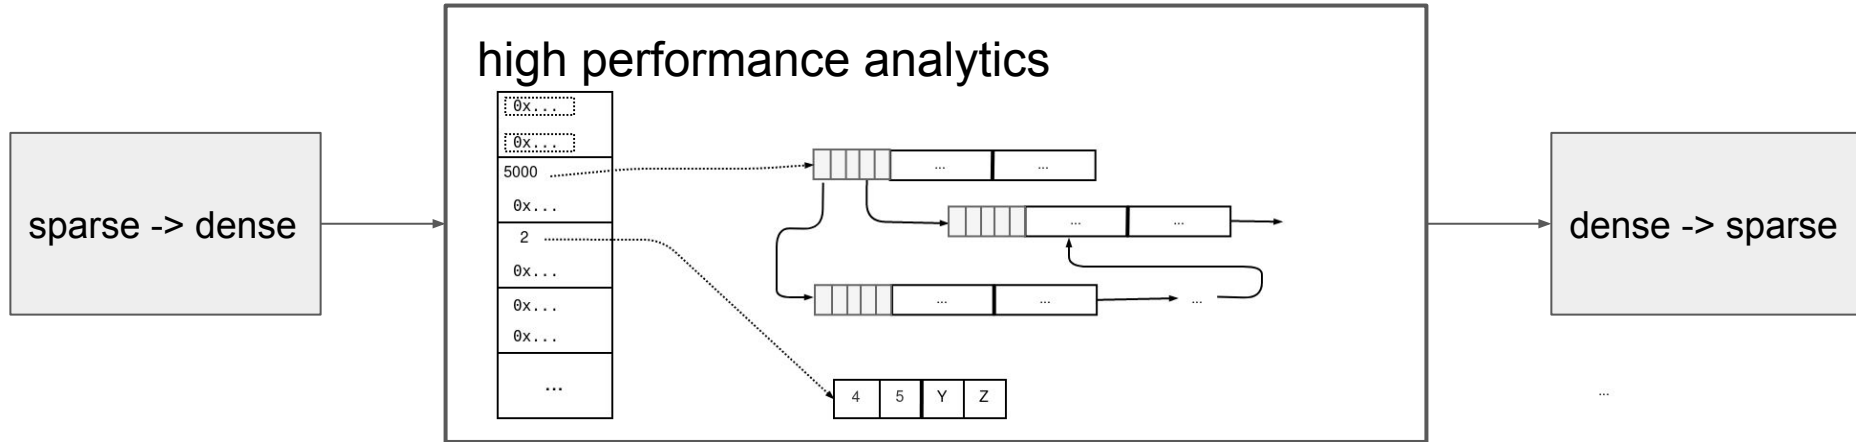 high performance analytics
sparse -> dense
0x...
0x...
5000
0x...
2
0x...
0x...
0x...
...
... ...
... ...
... ...
...
4 5 Y Z
dense -> sparse
...